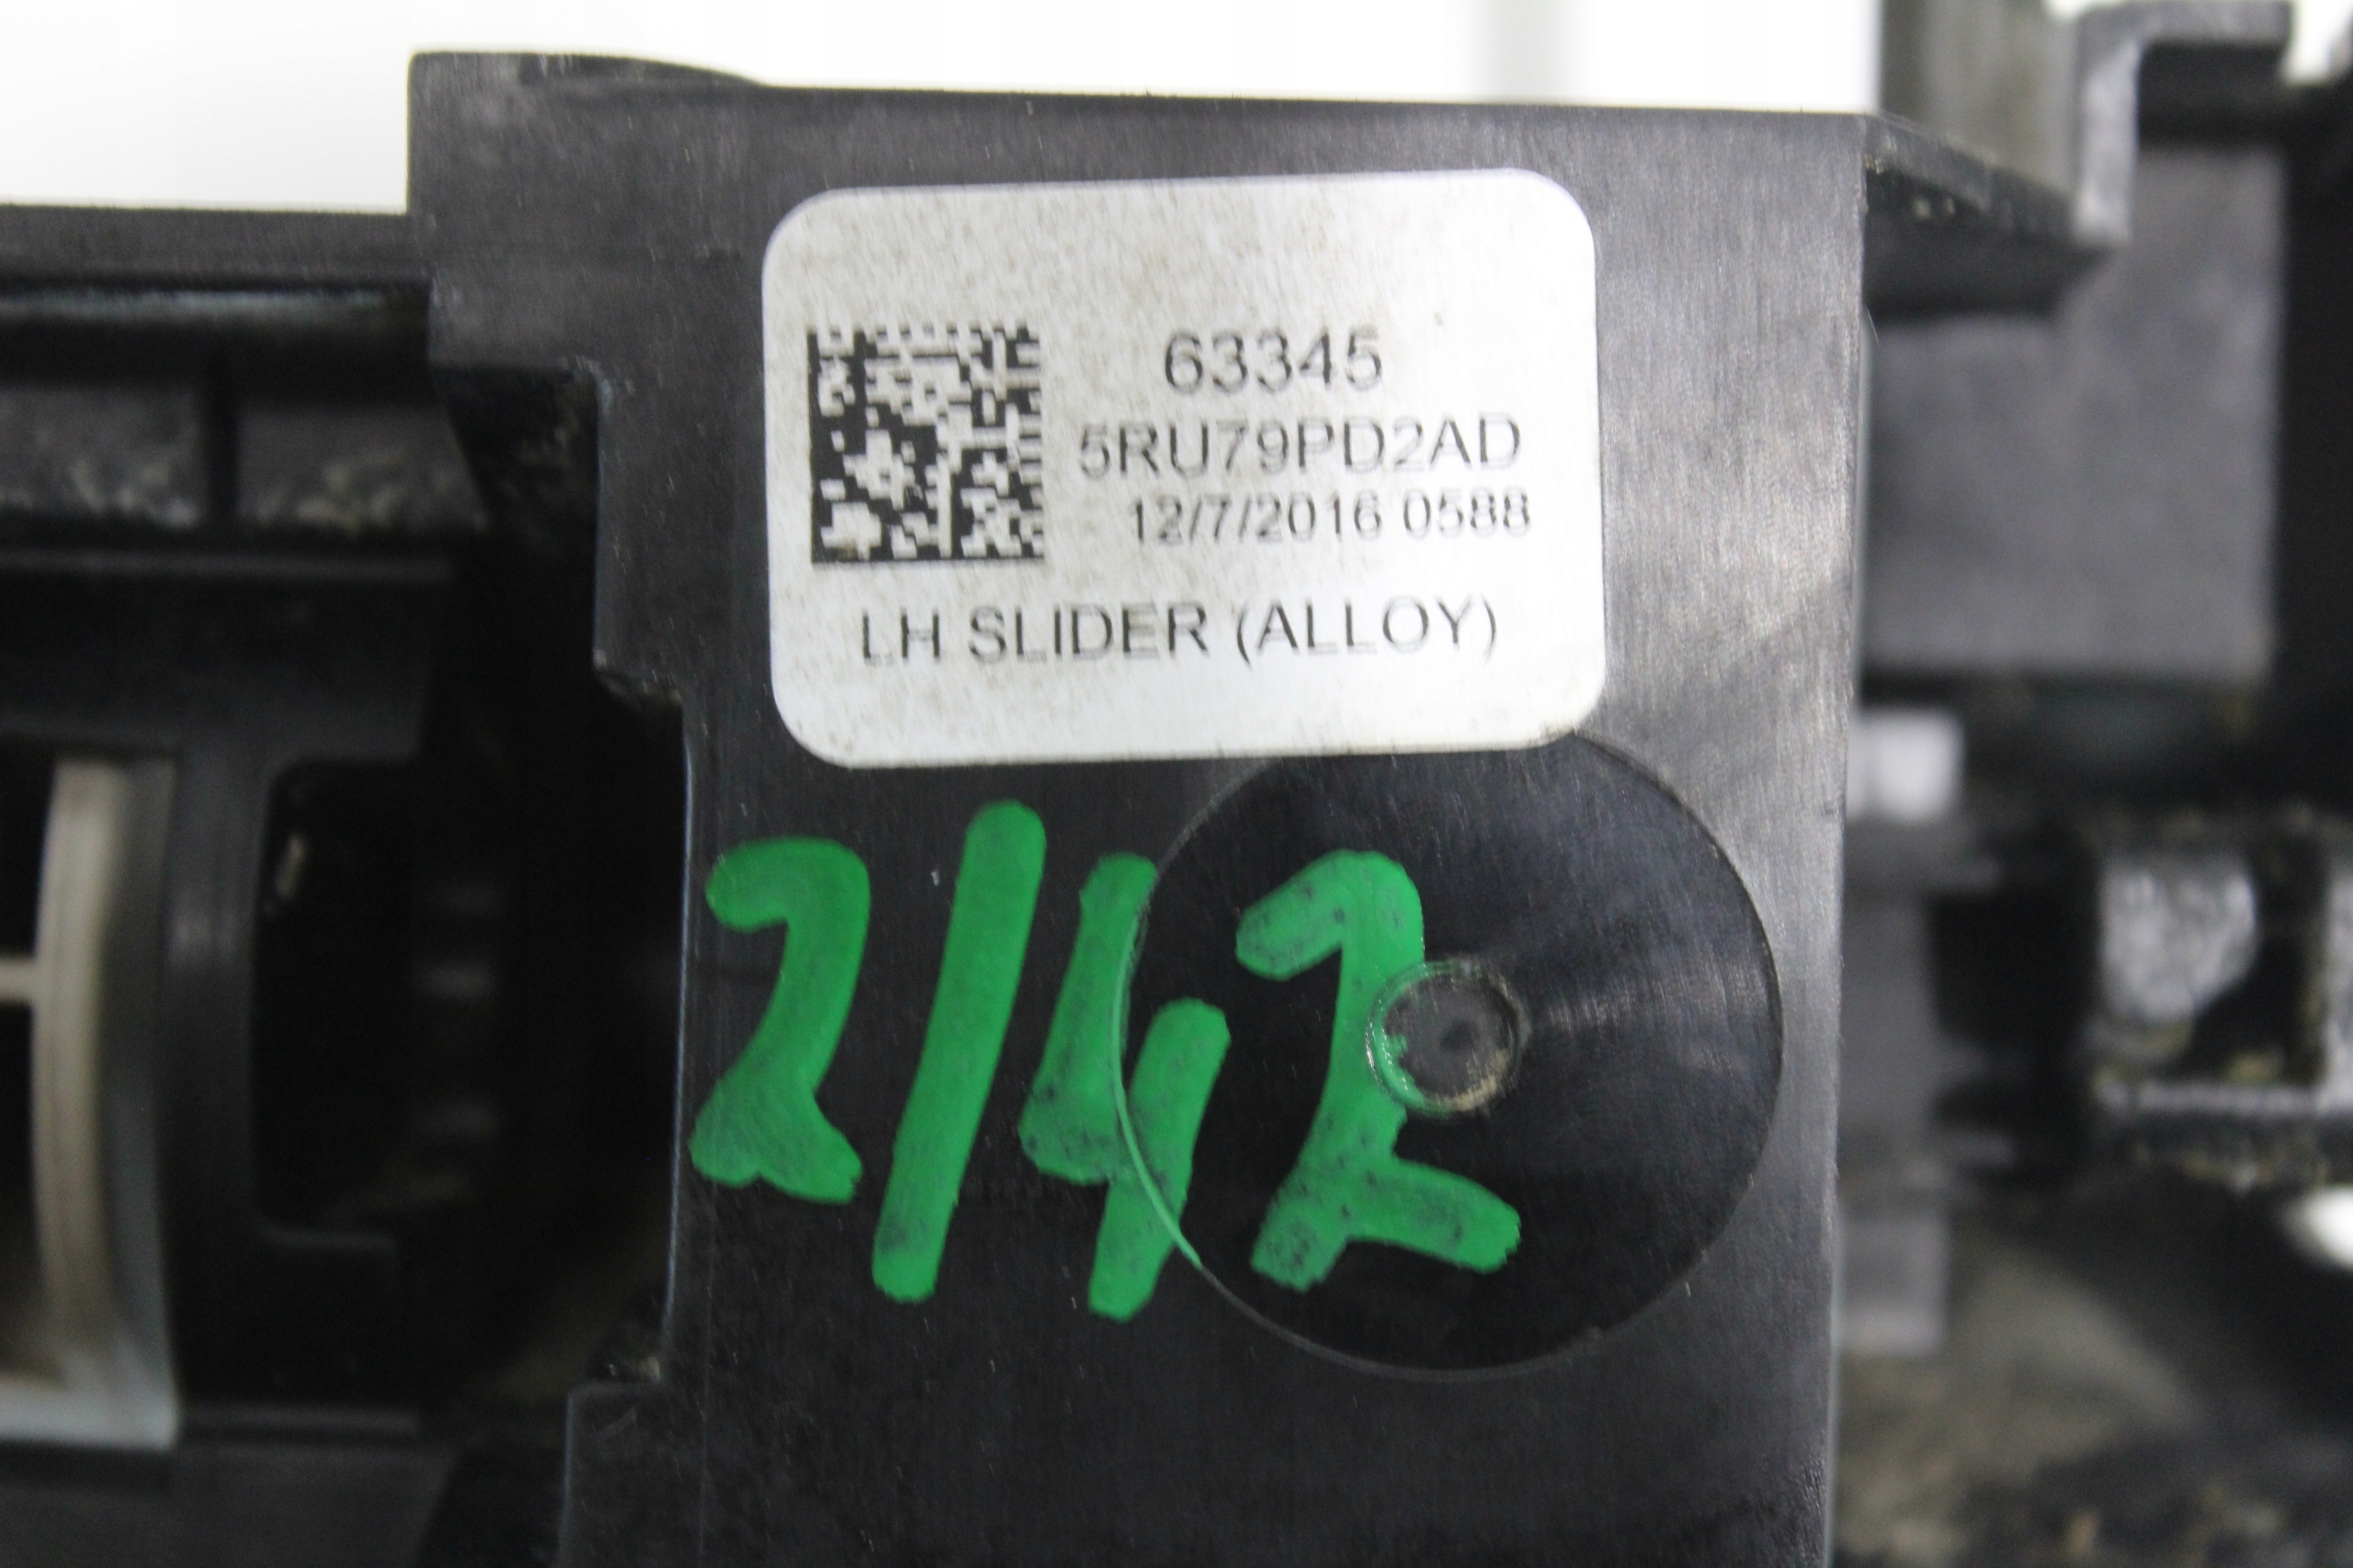 63345
5RU79PD2AD
12/7/2016 0588
LH SLIDER (ALLOY)
2/42